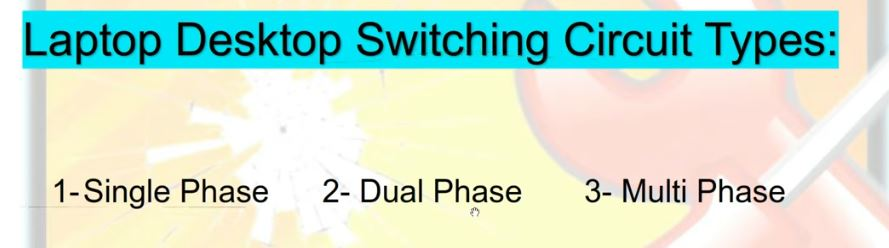 Laptop Desktop Switching Circuit Types:
1-Single Phase 2- Dual Phase 3- Multi Phase